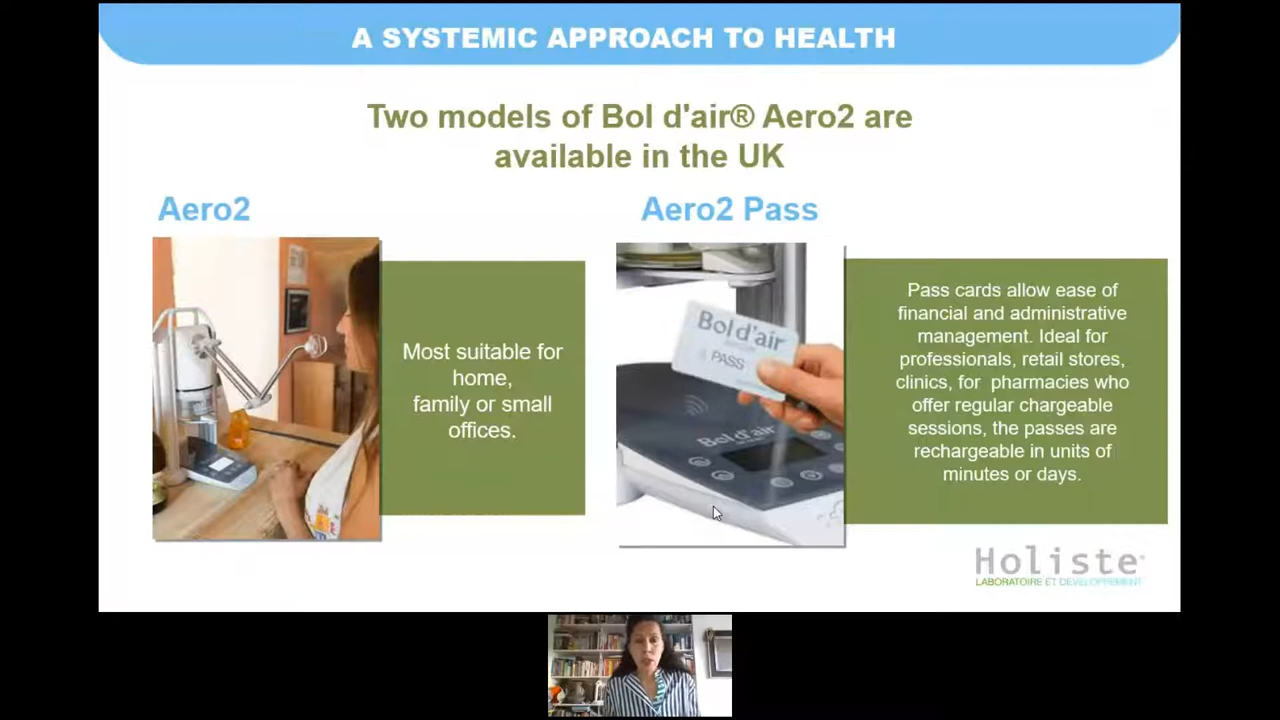 A SYSTEMIC APPROACH TO HEALTH
Two models of Bol d'air® Aero2 are
available in the UK
Aero2
Aero2 Pass
Most suitable for
home,
family or small
offices.
Bol d'air
PASS
Bol d'air
Pass cards allow ease of
financial and administrative
management. Ideal for
professionals, retail stores,
clinics, for pharmacies who
offer regular chargeable
sessions, the passes are
rechargeable in units of
minutes or days.
Holiste®
LABORATOIRE ET DEVELOPPEMENT